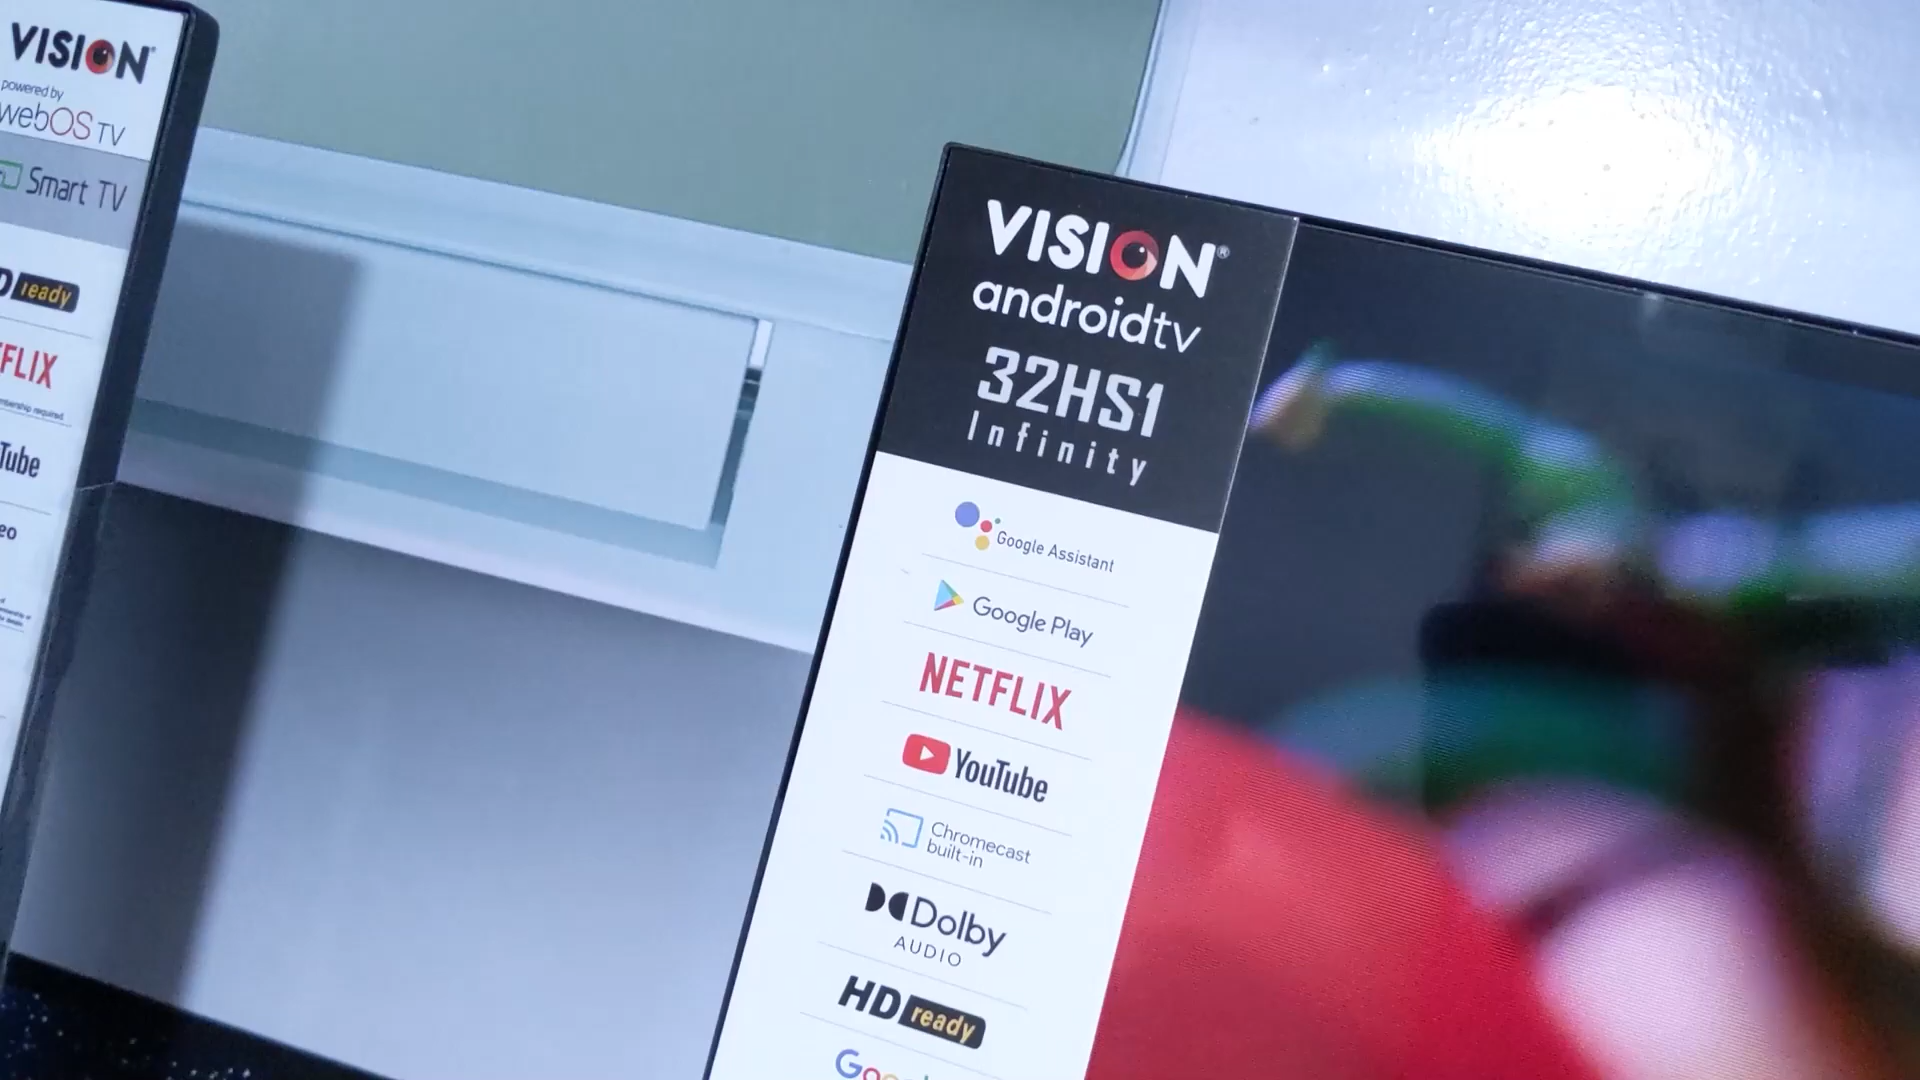 VISION
powered by
webOS TV
Smart TV
ready
VISION®
androidtv
32HS1
Infinity
Google Assistant
Google Play
NETFLIX
YouTube
Chromecast
built-in
Dolby
AUDIO
HD ready